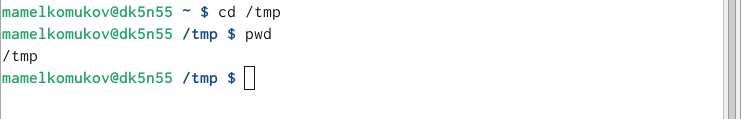 mamelkomukov@dk5n55 ~ $ cd /tmp
mamelkomukov@dk5n55 /tmp $ pwd
/tmp
mamelkomukov@dk5n55 /tmp $